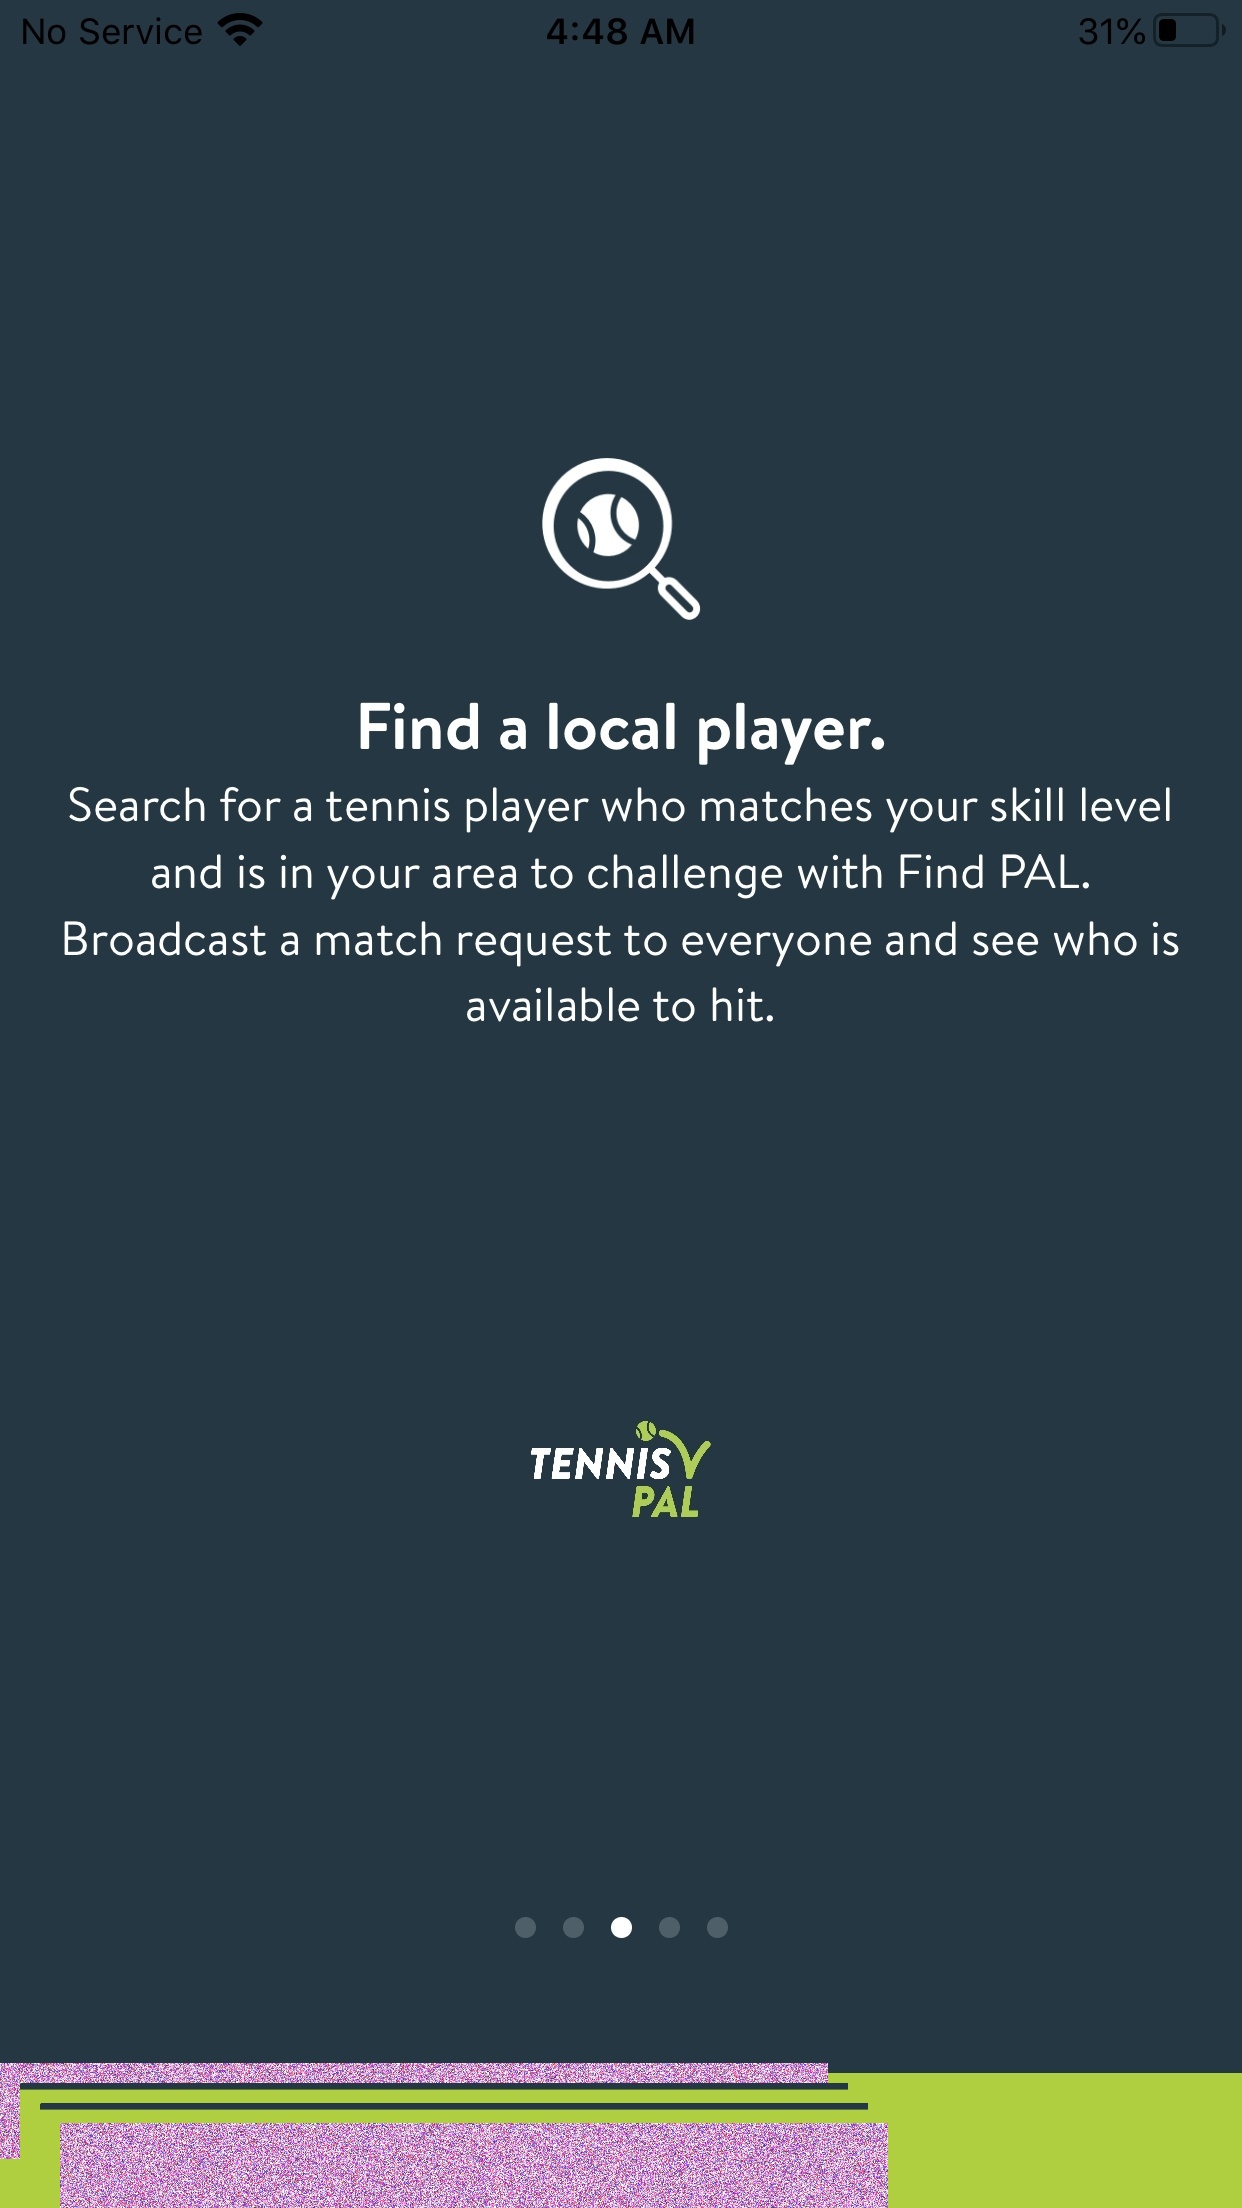 No Service 4:48 AM 31%
Find a local player.
Search for a tennis player who matches your skill level
and is in your area to challenge with Find PAL.
Broadcast a match request to everyone and see who is
available to hit.
TENNIS
PAL